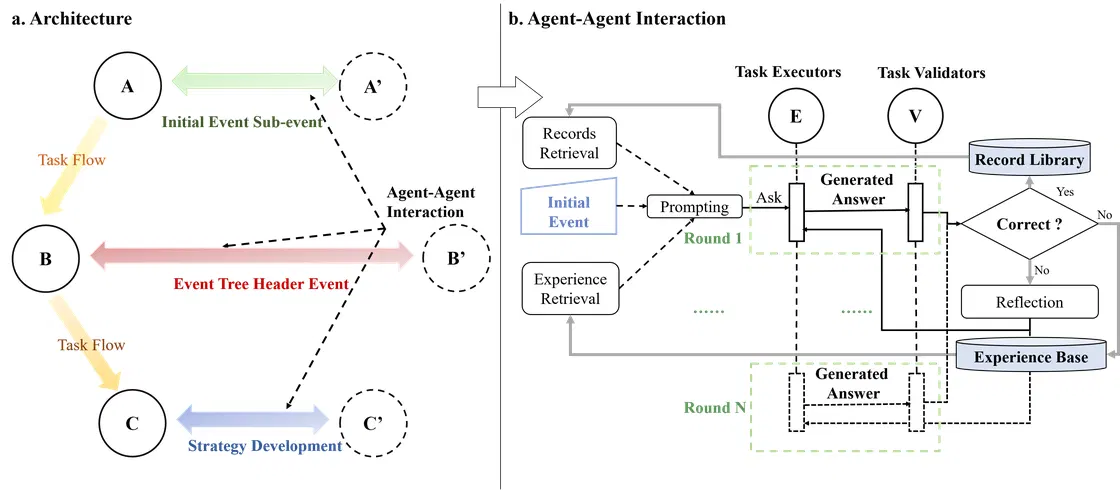 a. Architecture
A
A’
Initial Event Sub-event
Task Flow
Agent-Agent
Interaction
B
B’
Event Tree Header Event
Task Flow
C
C’
Strategy Development
b. Agent-Agent Interaction
Task Executors
Task Validators
E
V
Records
Retrieval
Record Library
Initial
Event
Prompting
Ask
Generated
Answer
Yes
Correct ?
No
Round 1
No
Experience
Retrieval
Reflection
......
......
Experience Base
Generated
Answer
Round N